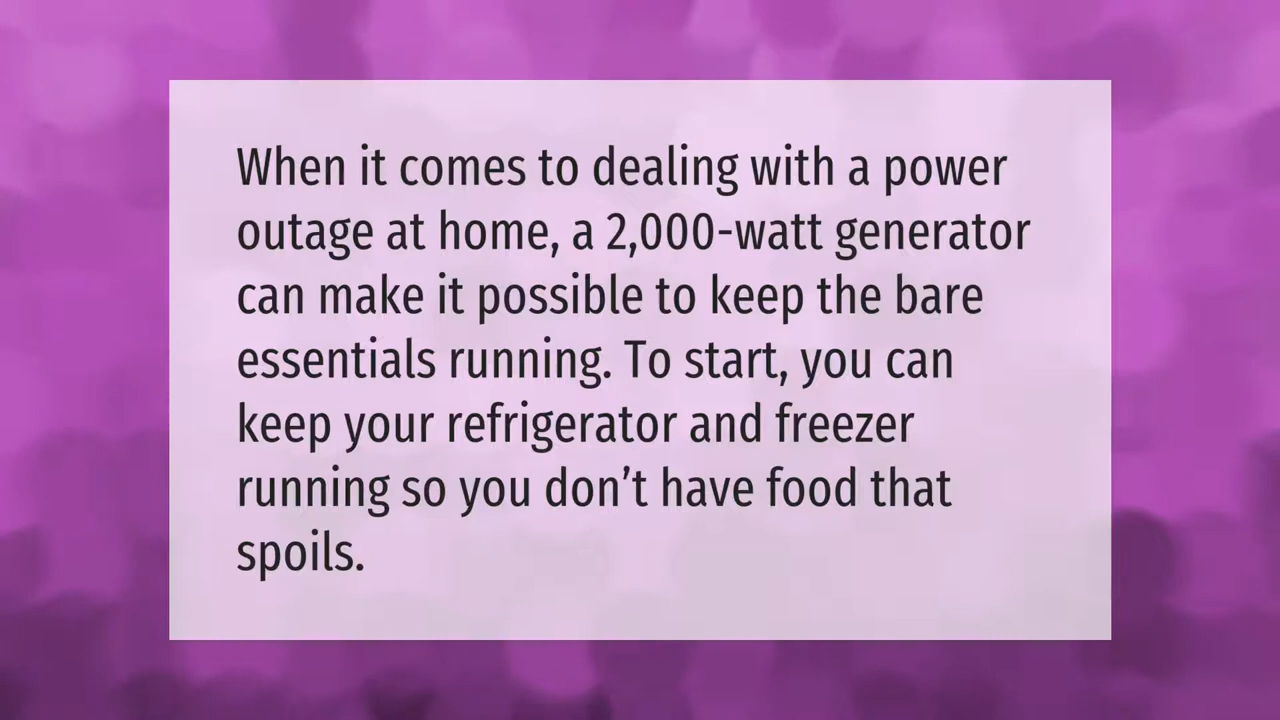 When it comes to dealing with a power
outage at home, a 2,000-watt generator
can make it possible to keep the bare
essentials running. To start, you can
keep your refrigerator and freezer
running so you don’t have food that
spoils.